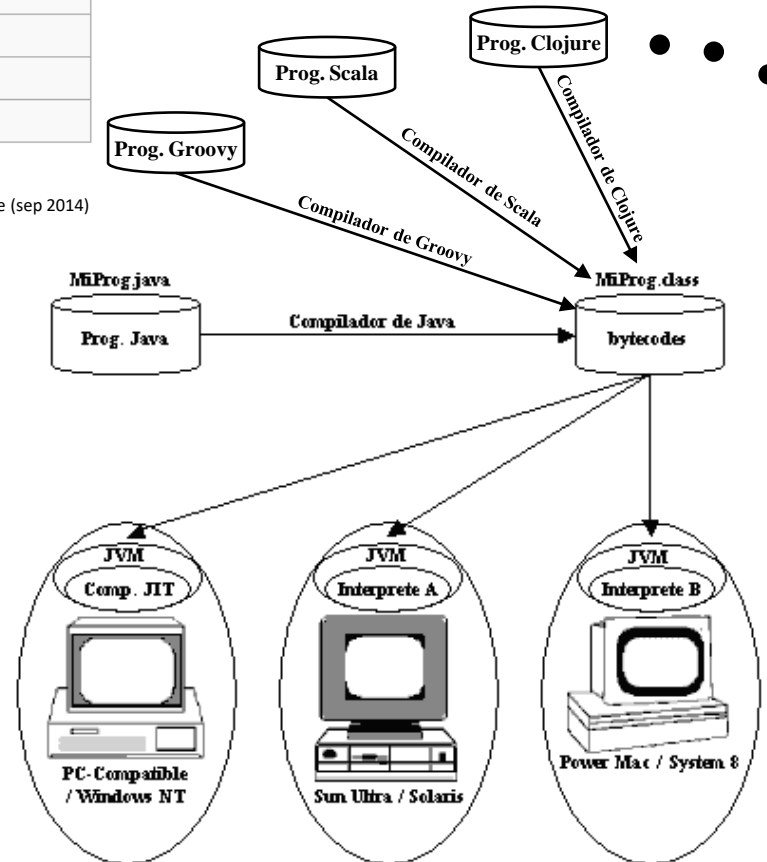 Prog. Clojure
Prog. Scala
Prog. Groovy
Compilador de Clojure
Compilador de Scala
Compilador de Groovy
(sep 2014)
MiProg.java
MiProg.class
Prog. Java
Compilador de Java
bytecodes
JVM
JVM
JVM
Comp. JIT
Interprete A
Interprete B
PC-Compatible
/ Windows NT
Sun Ultra / Solaris
Power Mac / System 8